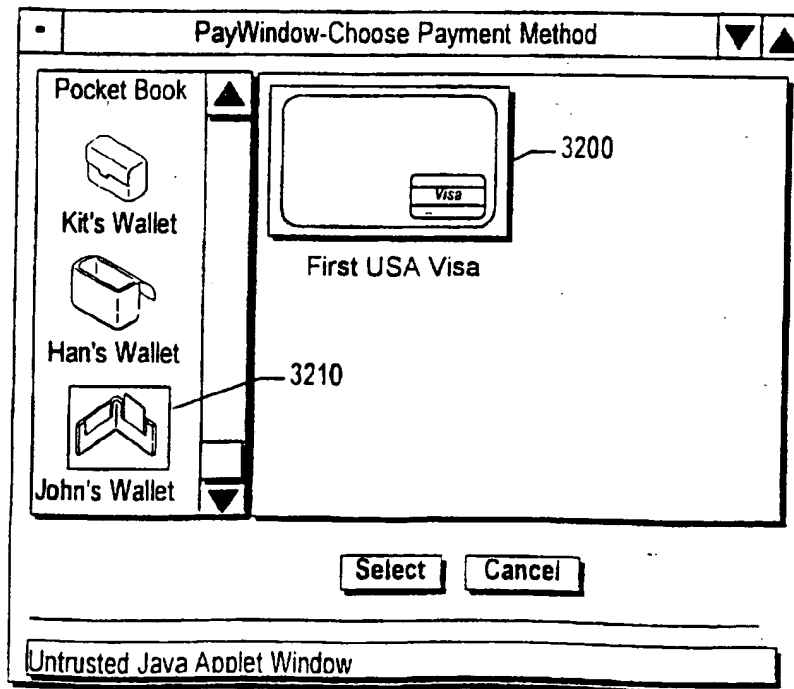 PayWindow-Choose Payment Method
Pocket Book
Kit's Wallet
Han's Wallet
3210
John's Wallet
Visa
3200
First USA Visa
Select
Cancel
Untrusted Java Applet Window